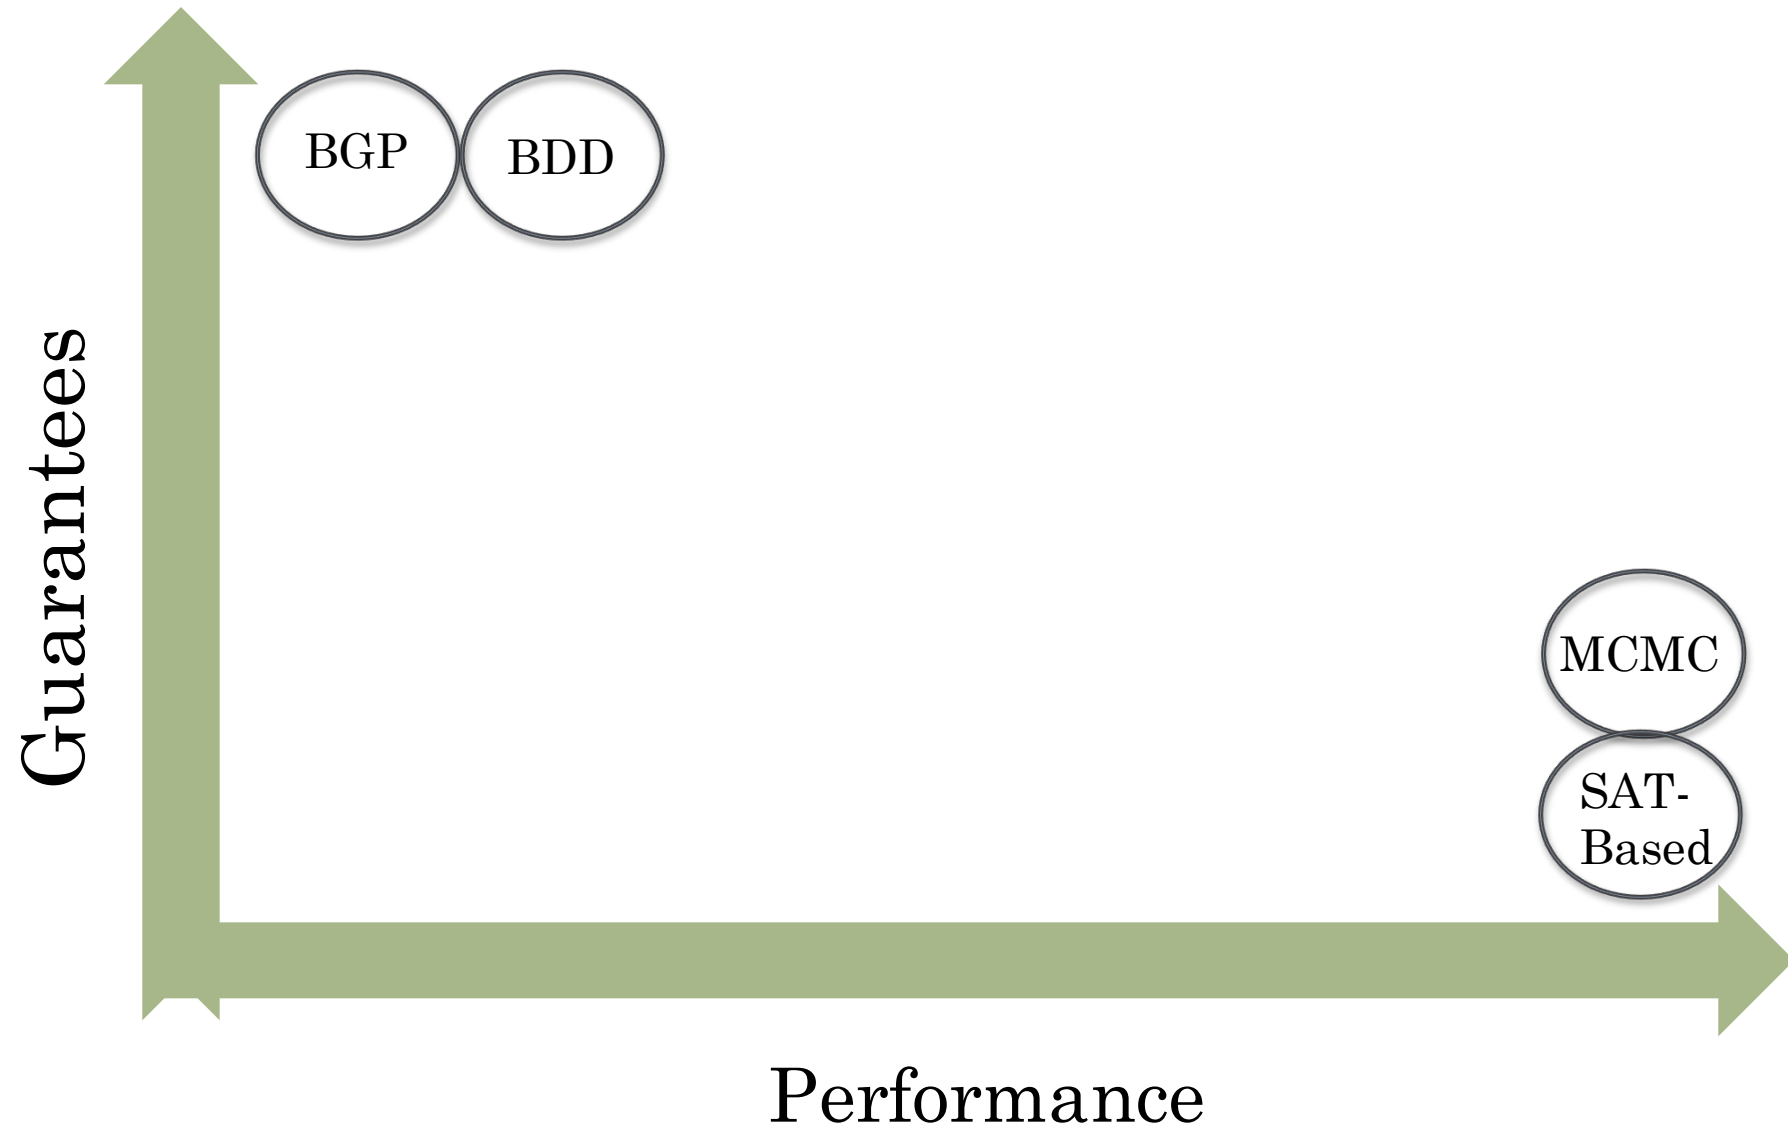 BGP
BDD
Guarantees
MCMC
SAT-
Based
Performance